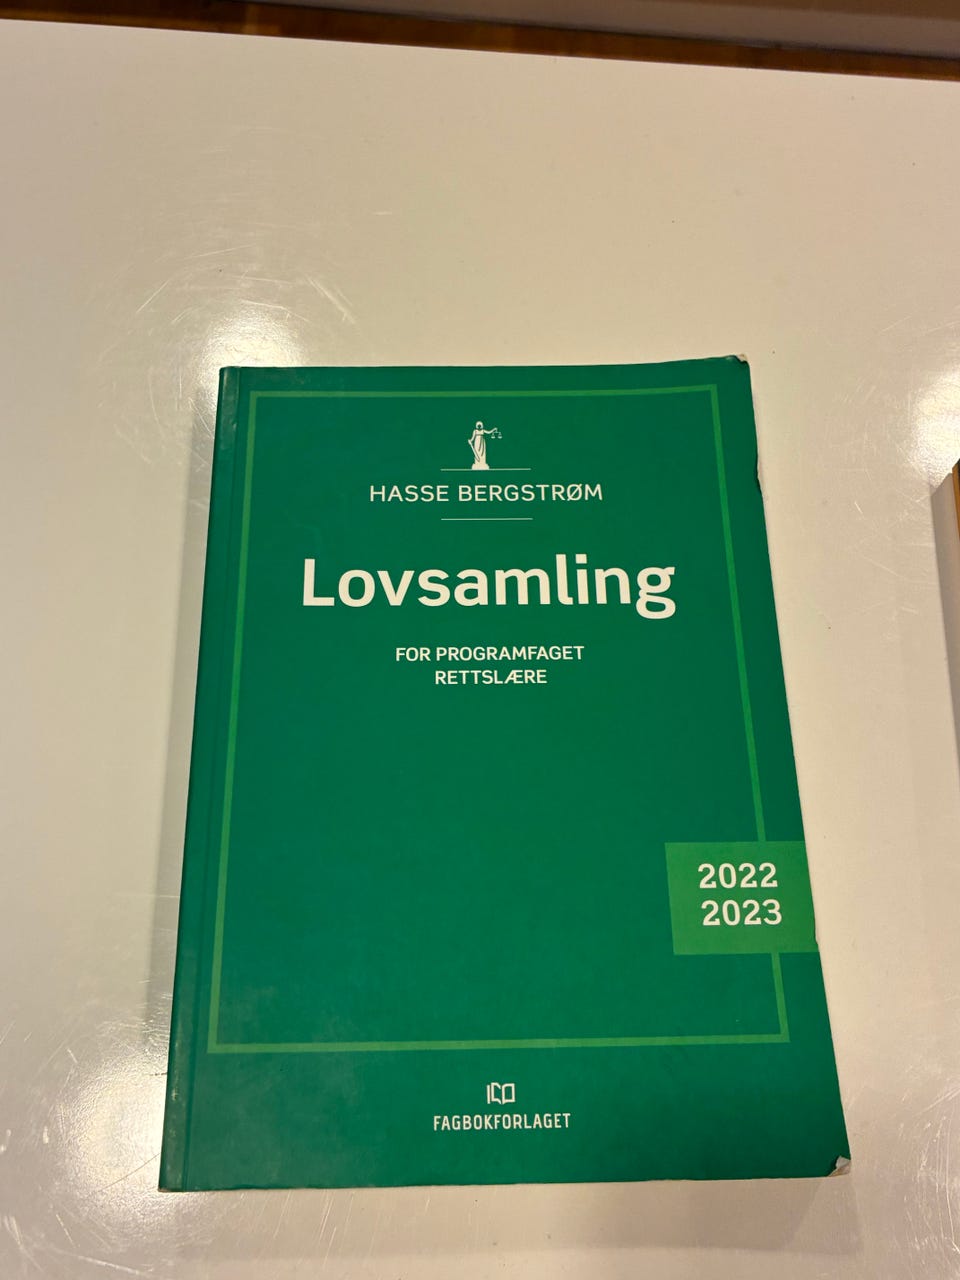 HASSE BERGSTRØM
Lovsamling
FOR PROGRAMFAGET
RETTSLÆRE
2022
2023
FAGBOKFORLAGET